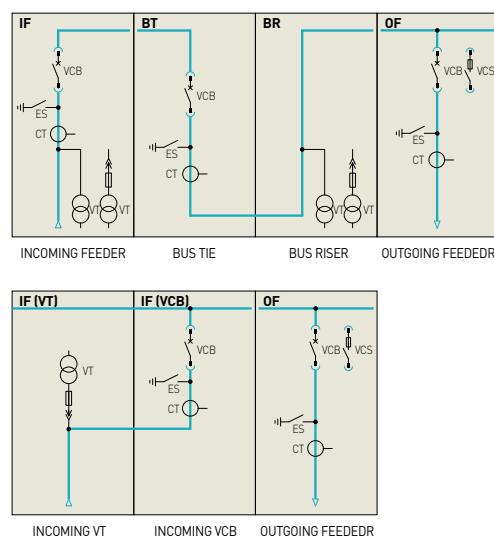 IF BT BR OF
VCB VCB VCB VCS
ES ES ES
CT CT CT
VT VT VT VT
INCOMING FEEDER BUS TIE BUS RISER OUTGOING FEEDEDR
IF (VT) IF (VCB) OF
VT VCB VCB VCS
ES ES
CT CT
INCOMING VT INCOMING VCB OUTGOING FEEDEDR